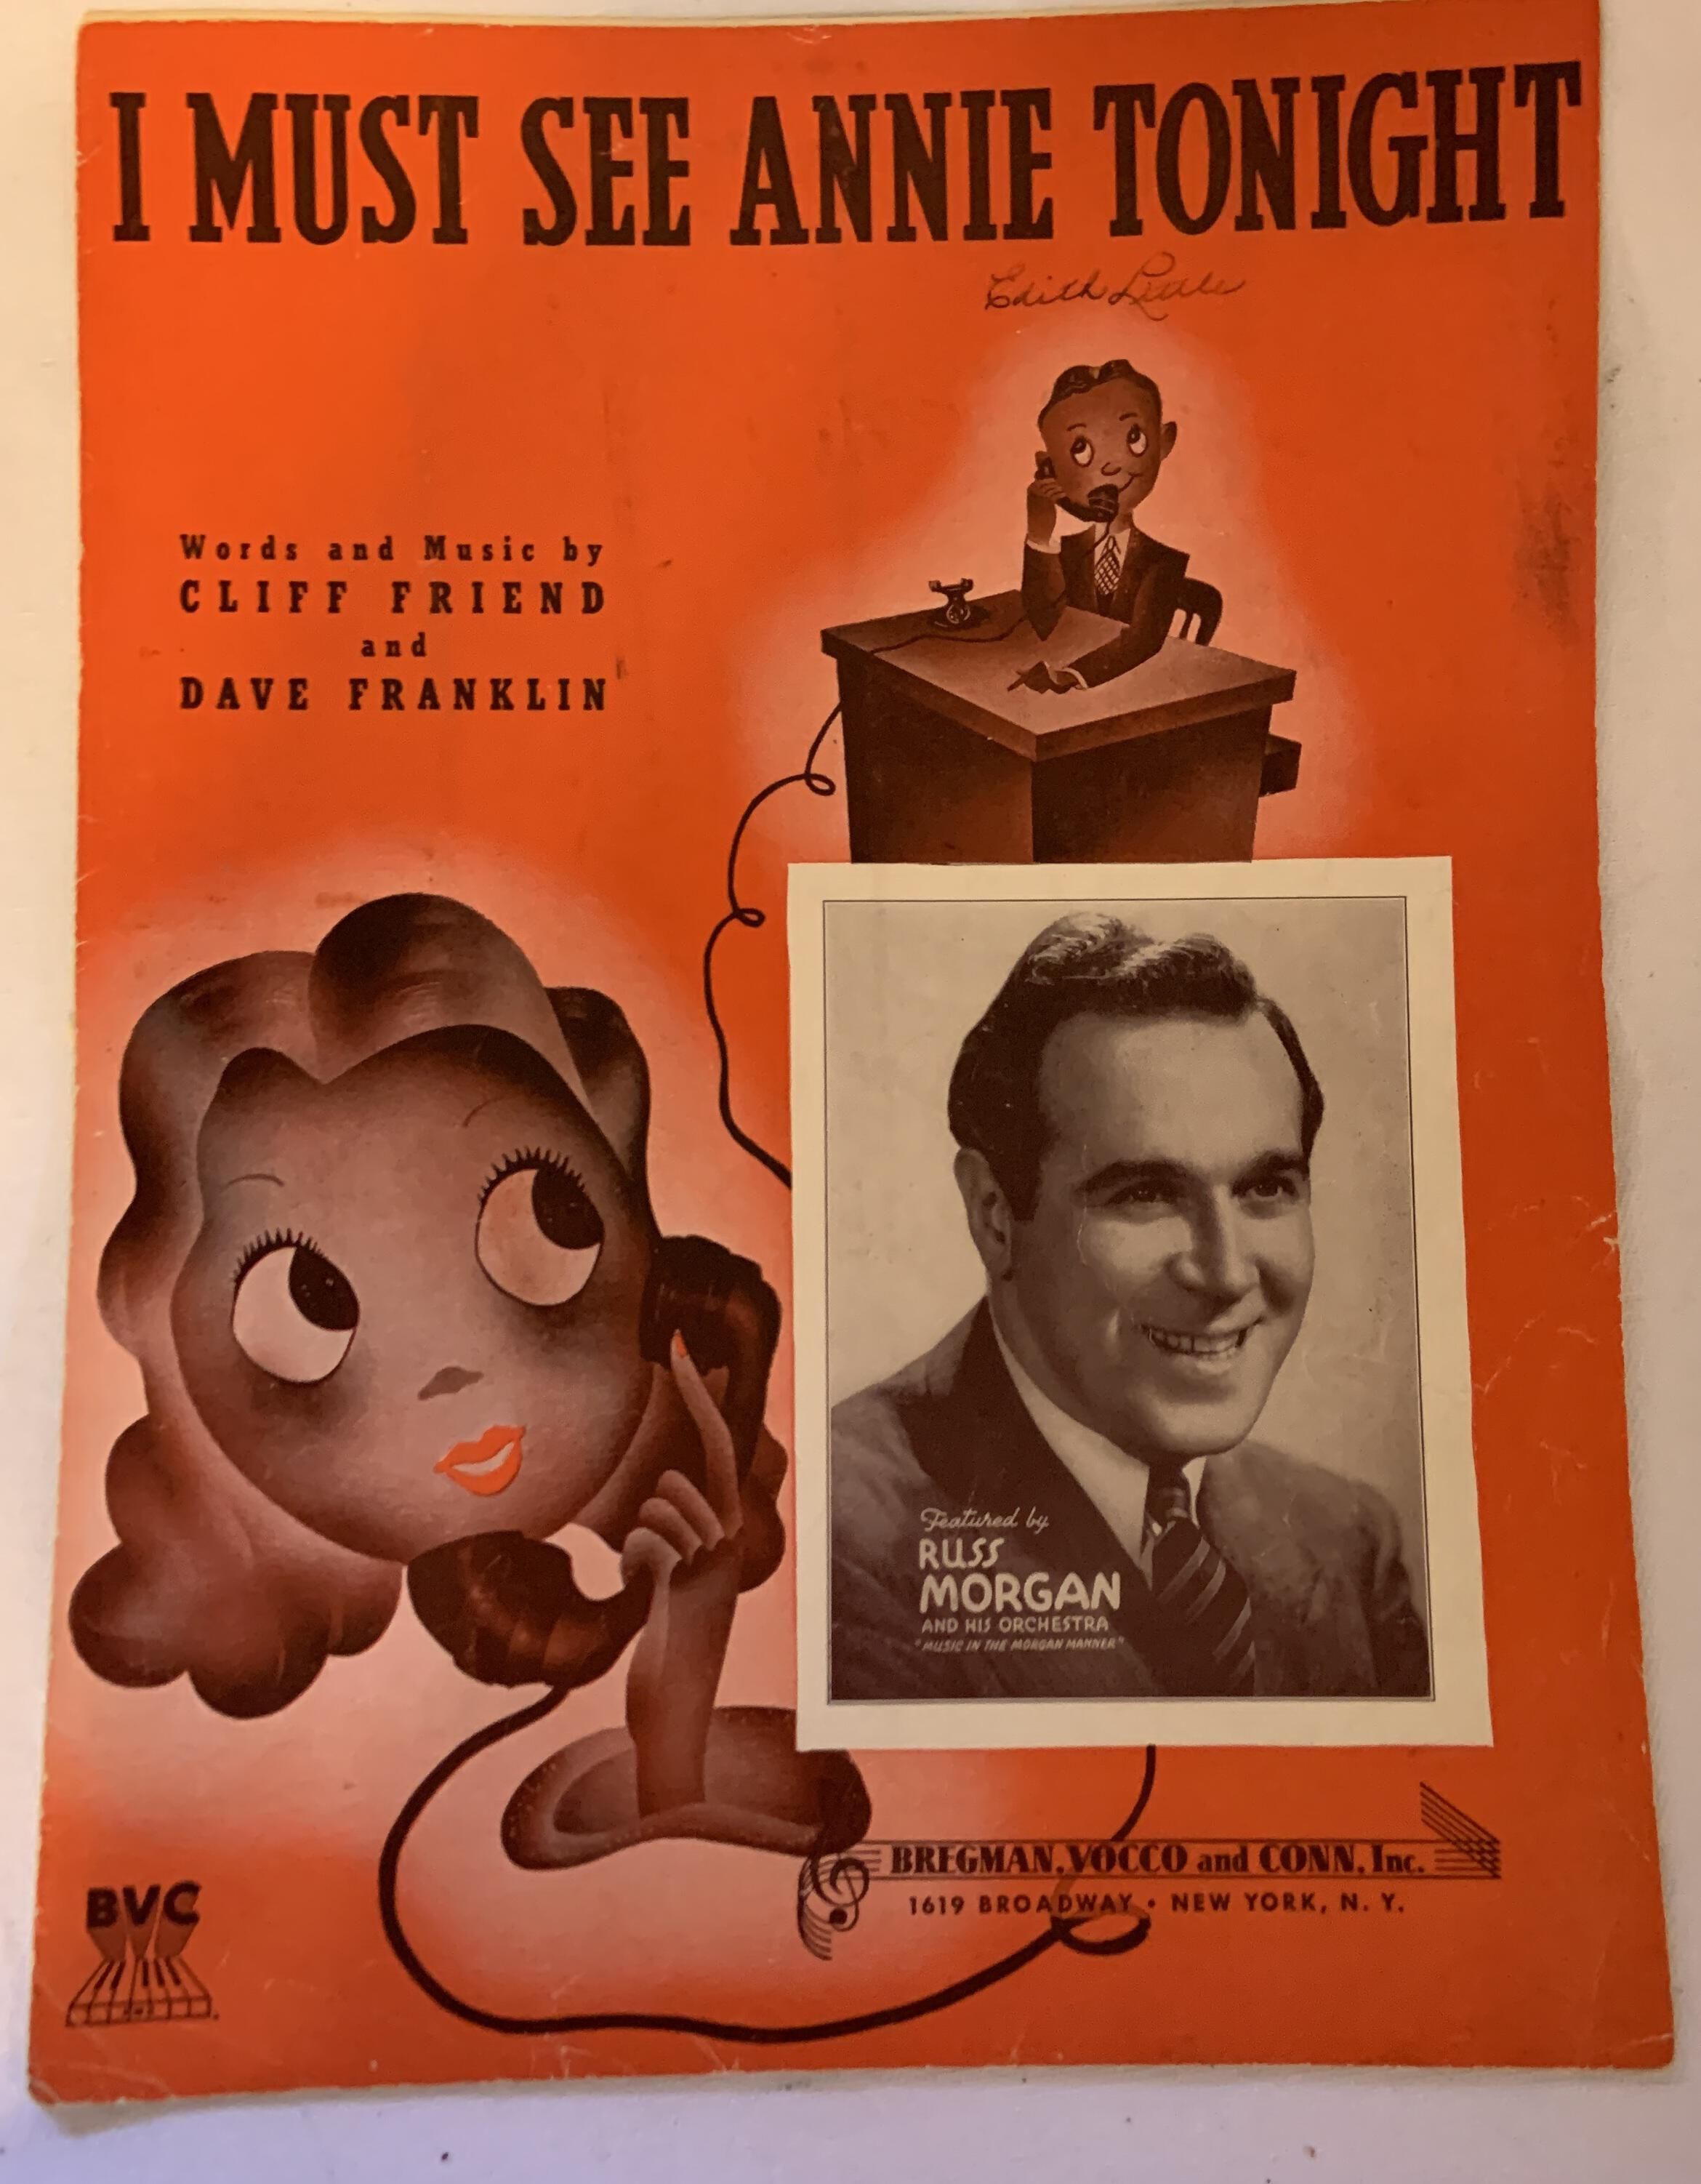 I MUST SEE ANNIE TONIGHT
Edith Little
Words and Music by
CLIFF FRIEND
and
DAVE FRANKLIN
Featured by
RUSS
MORGAN
AND HIS ORCHESTRA
"MUSIC IN THE MORGAN MANNER"
BREGMAN, VOCCO and CONN, Inc.
1619 BROADWAY • NEW YORK, N. Y.
BVC